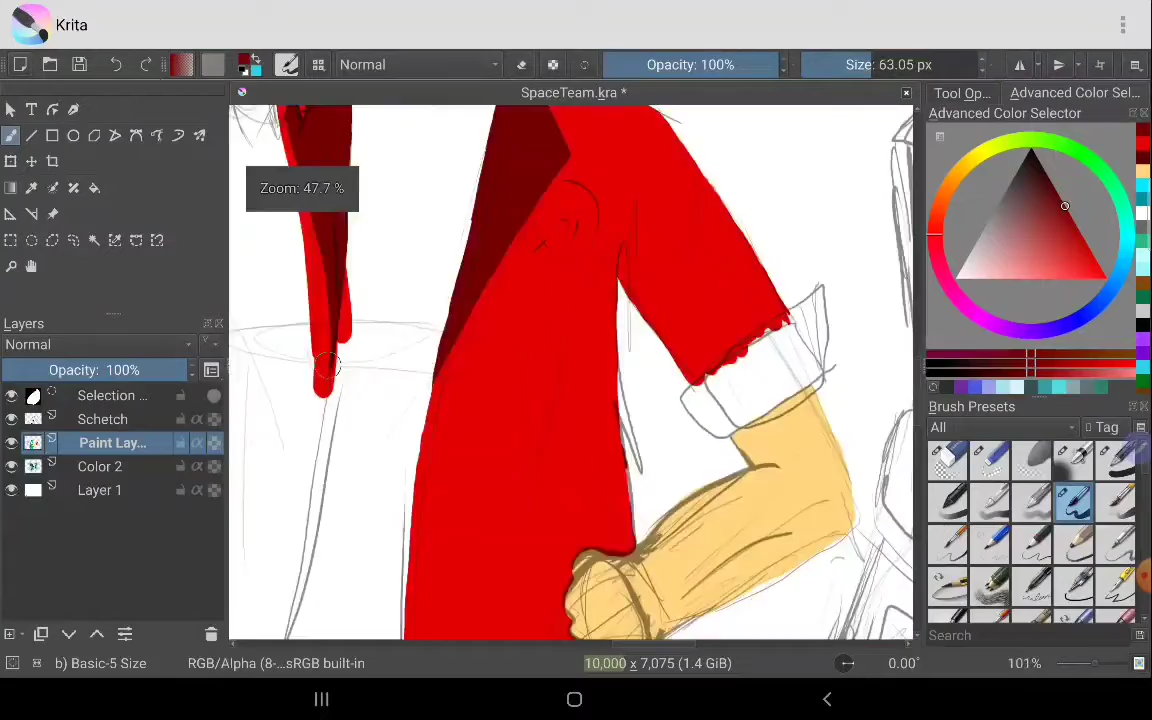 Krita
Normal
Opacity: 100%
Size: 63.05 px
SpaceTeam.kra *
Tool Op...
Advanced Color Sel...
Advanced Color Selector
Zoom: 47.7 %
Layers
Normal
Opacity: 100%
Selection ...
Schetch
Paint Lay...
Color 2
Layer 1
Brush Presets
All
Tag
Search
b) Basic-5 Size
RGB/Alpha (8-...sRGB built-in
10,000 x 7,075 (1.4 GiB)
0.00°
101%